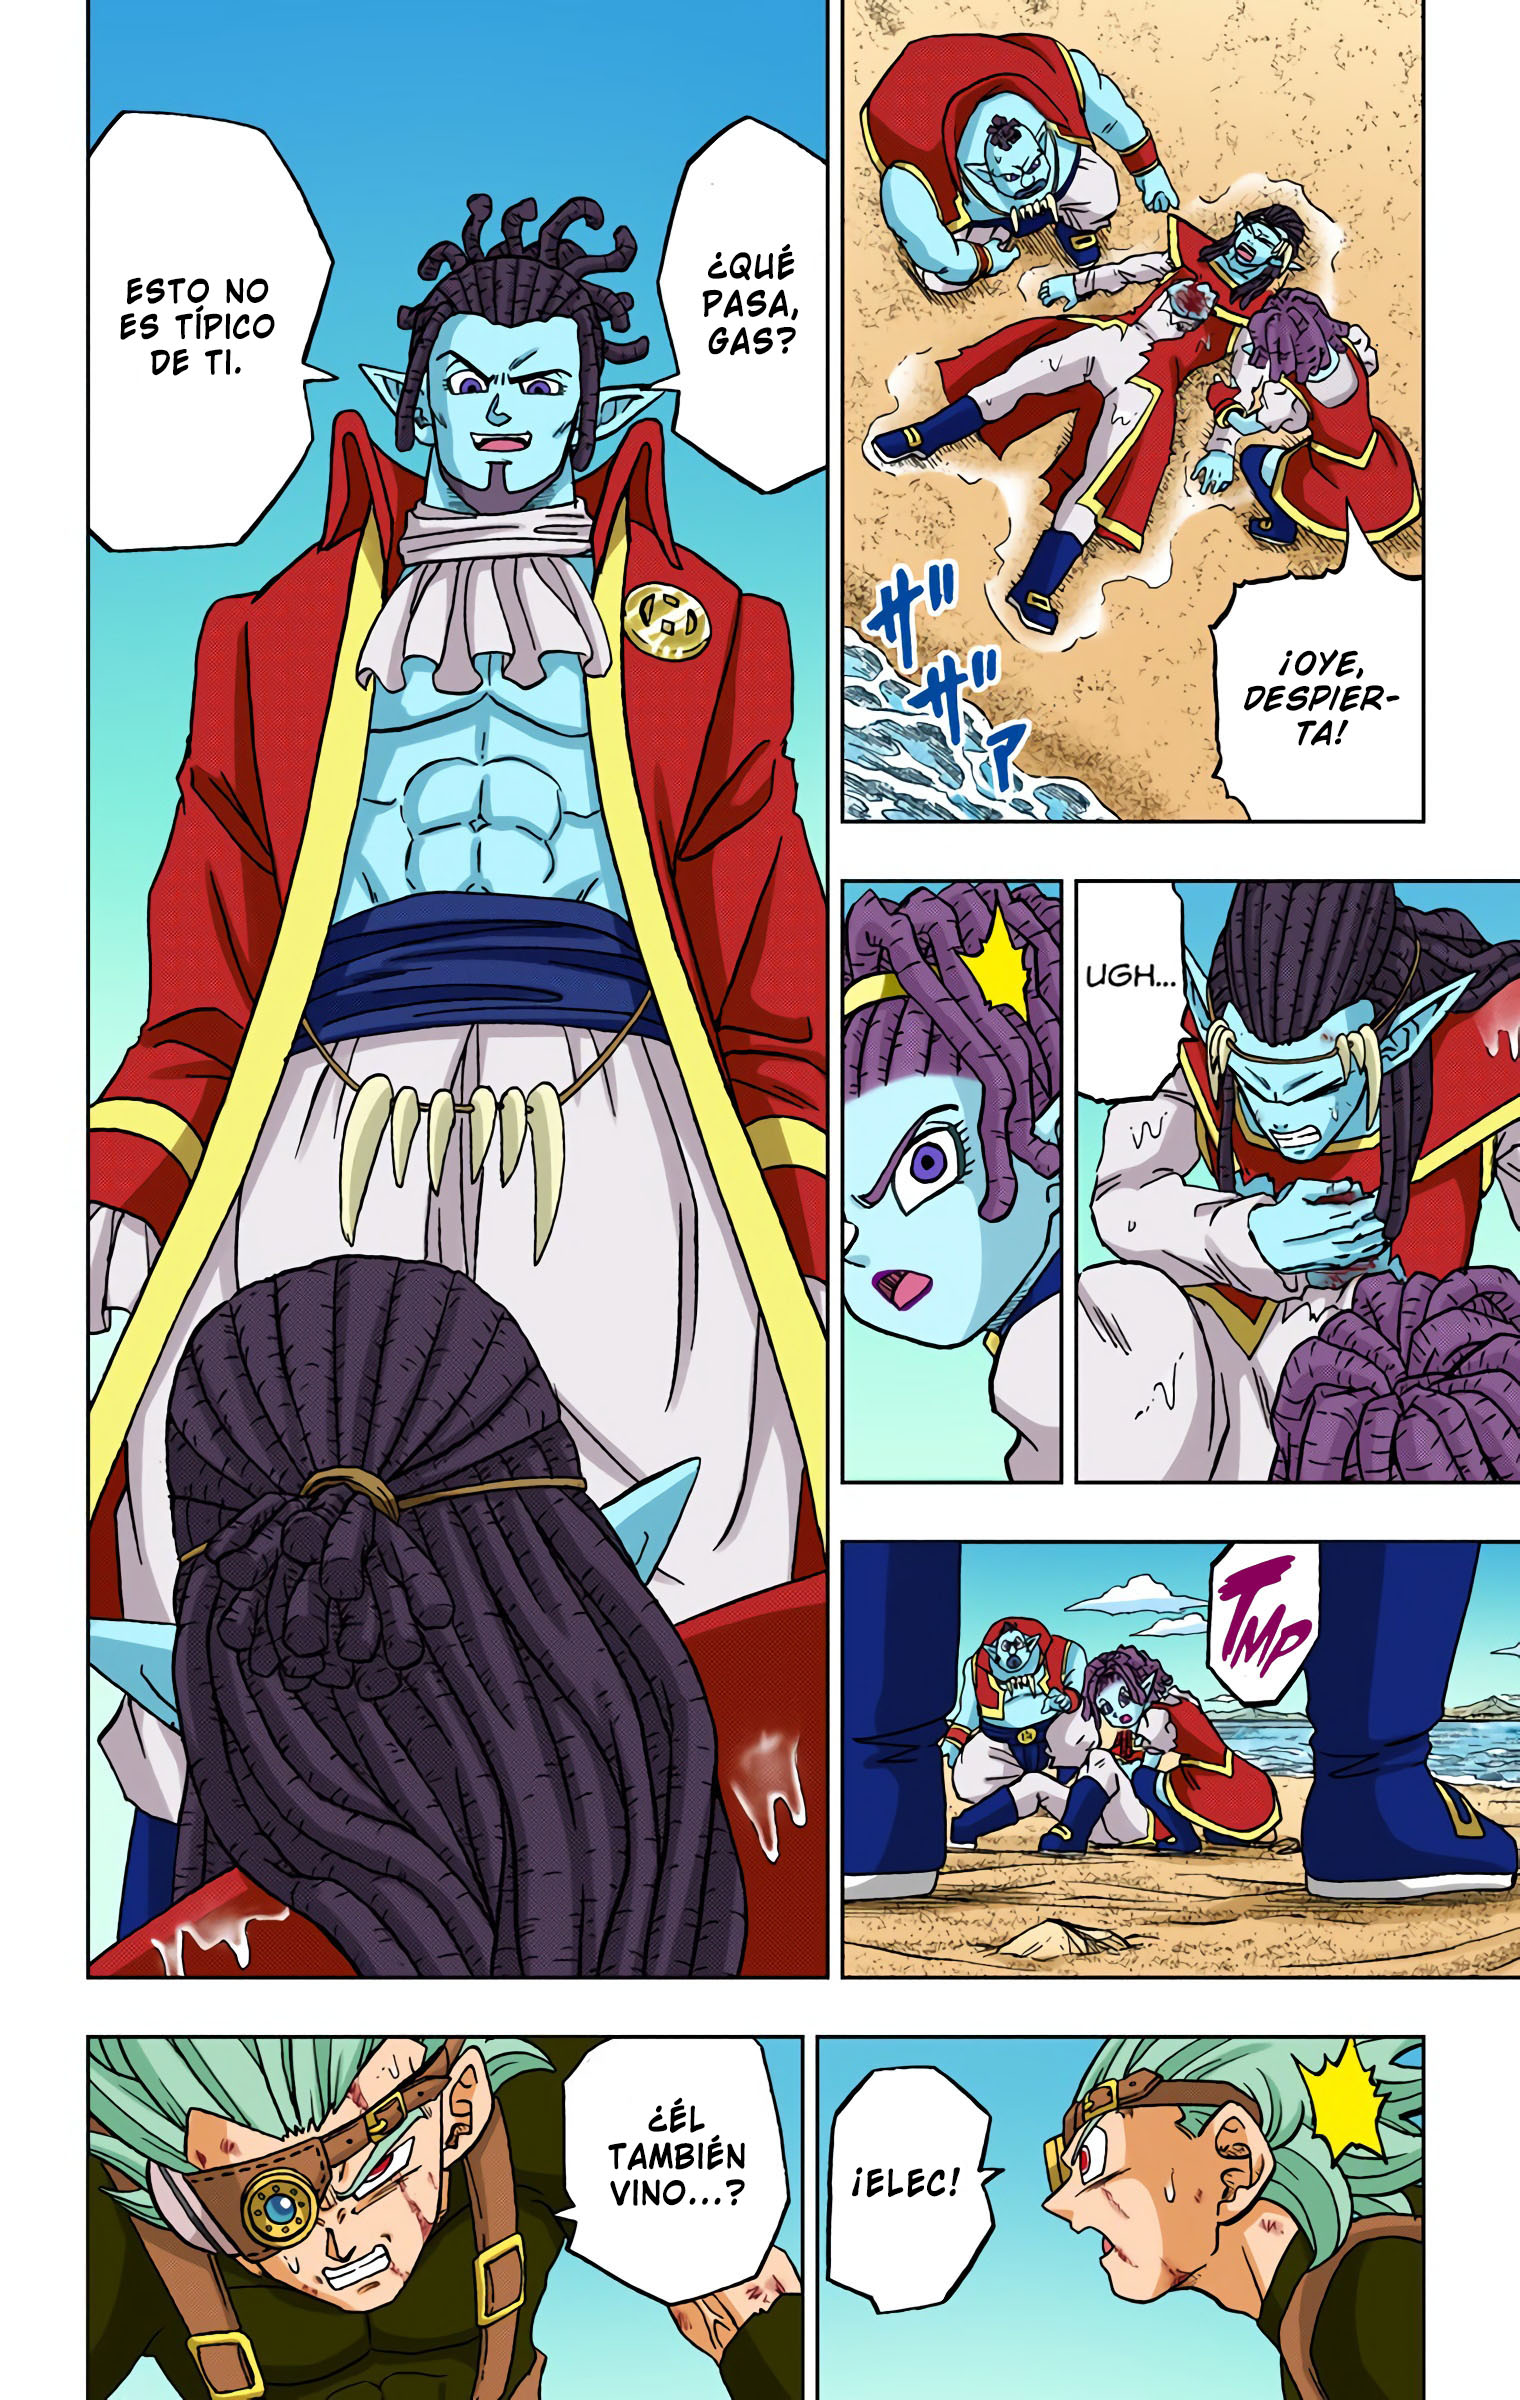 ¡OYE,
DESPIER-
TA!
ザザァ
UGH...
TMP
¿QUÉ
PASA,
GAS?
ESTO NO
ES TÍPICO
DE TI.
¡ELEC!
¿ÉL
TAMBIÉN
VINO...?